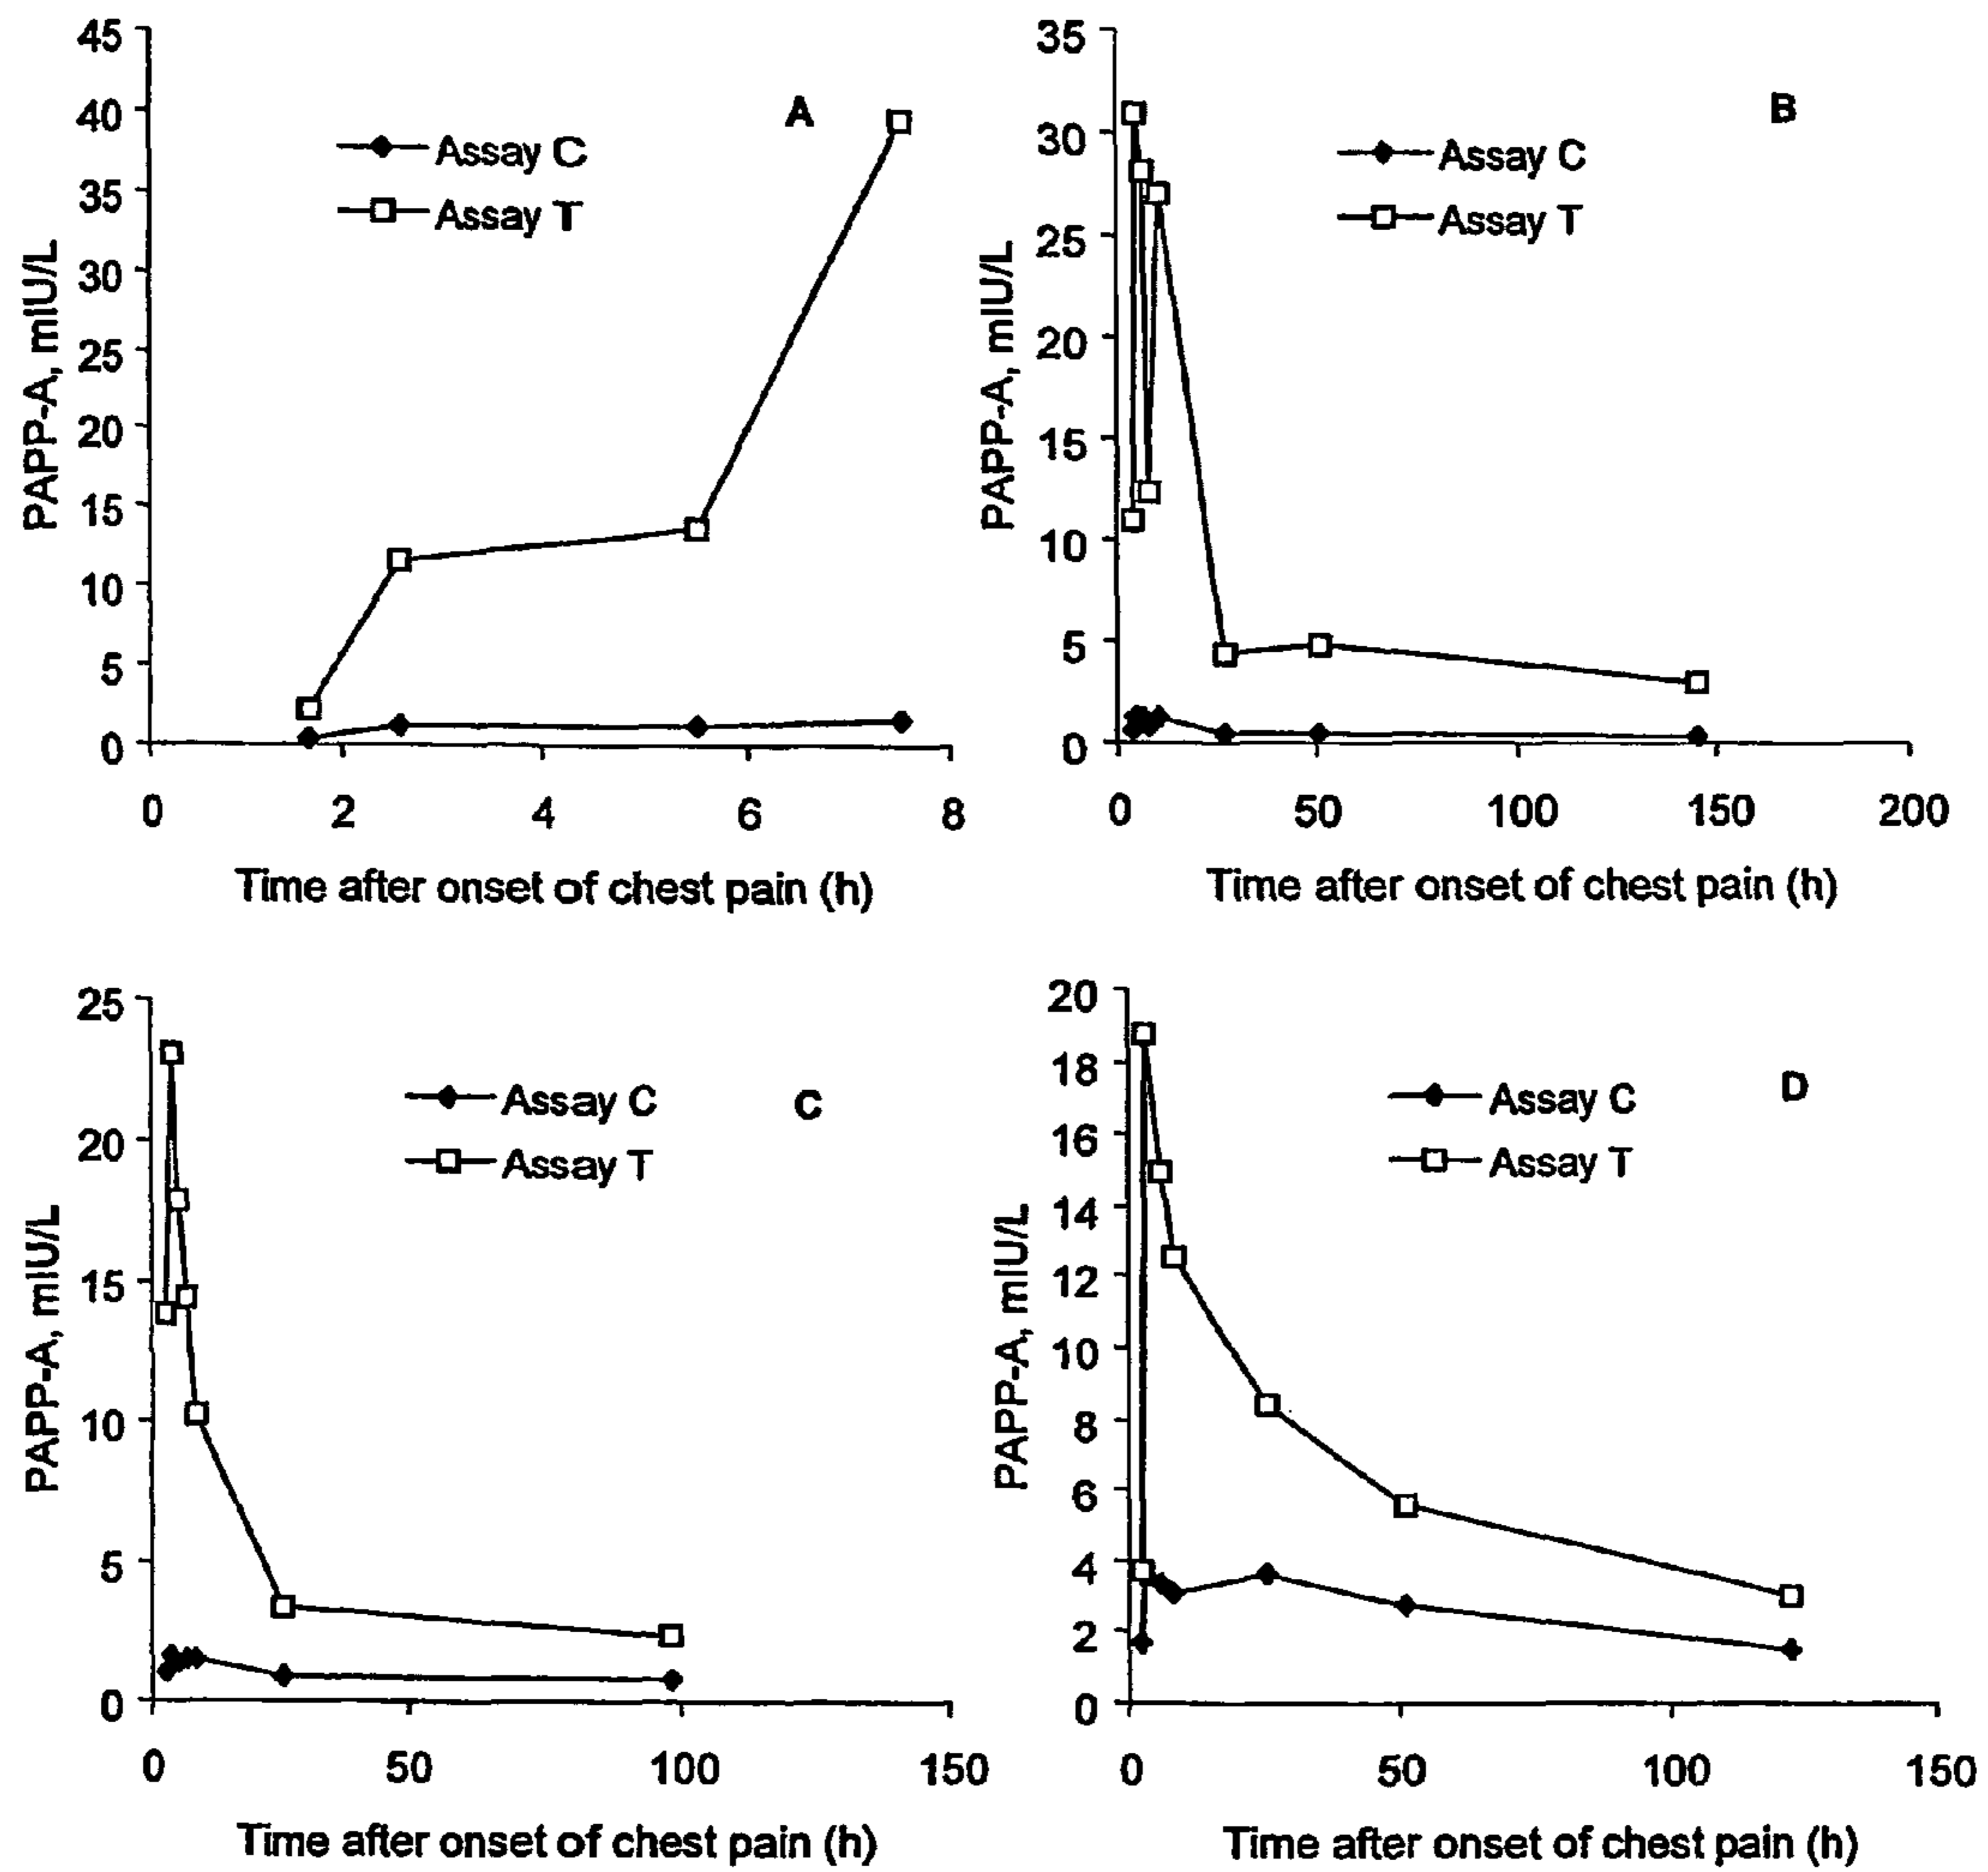 A
Assay C
Assay T
PAPP-A, mIU/L
45
40
35
30
25
20
15
10
5
0
0 2 4 6 8
Time after onset of chest pain (h)
B
Assay C
Assay T
PAPP-A, mIU/L
35
30
25
20
15
10
5
0
0 50 100 150 200
Time after onset of chest pain (h)
C
Assay C
Assay T
PAPP-A, mIU/L
25
20
15
10
5
0
0 50 100 150
Time after onset of chest pain (h)
D
Assay C
Assay T
PAPP-A, mIU/L
20
18
16
14
12
10
8
6
4
2
0
0 50 100 150
Time after onset of chest pain (h)